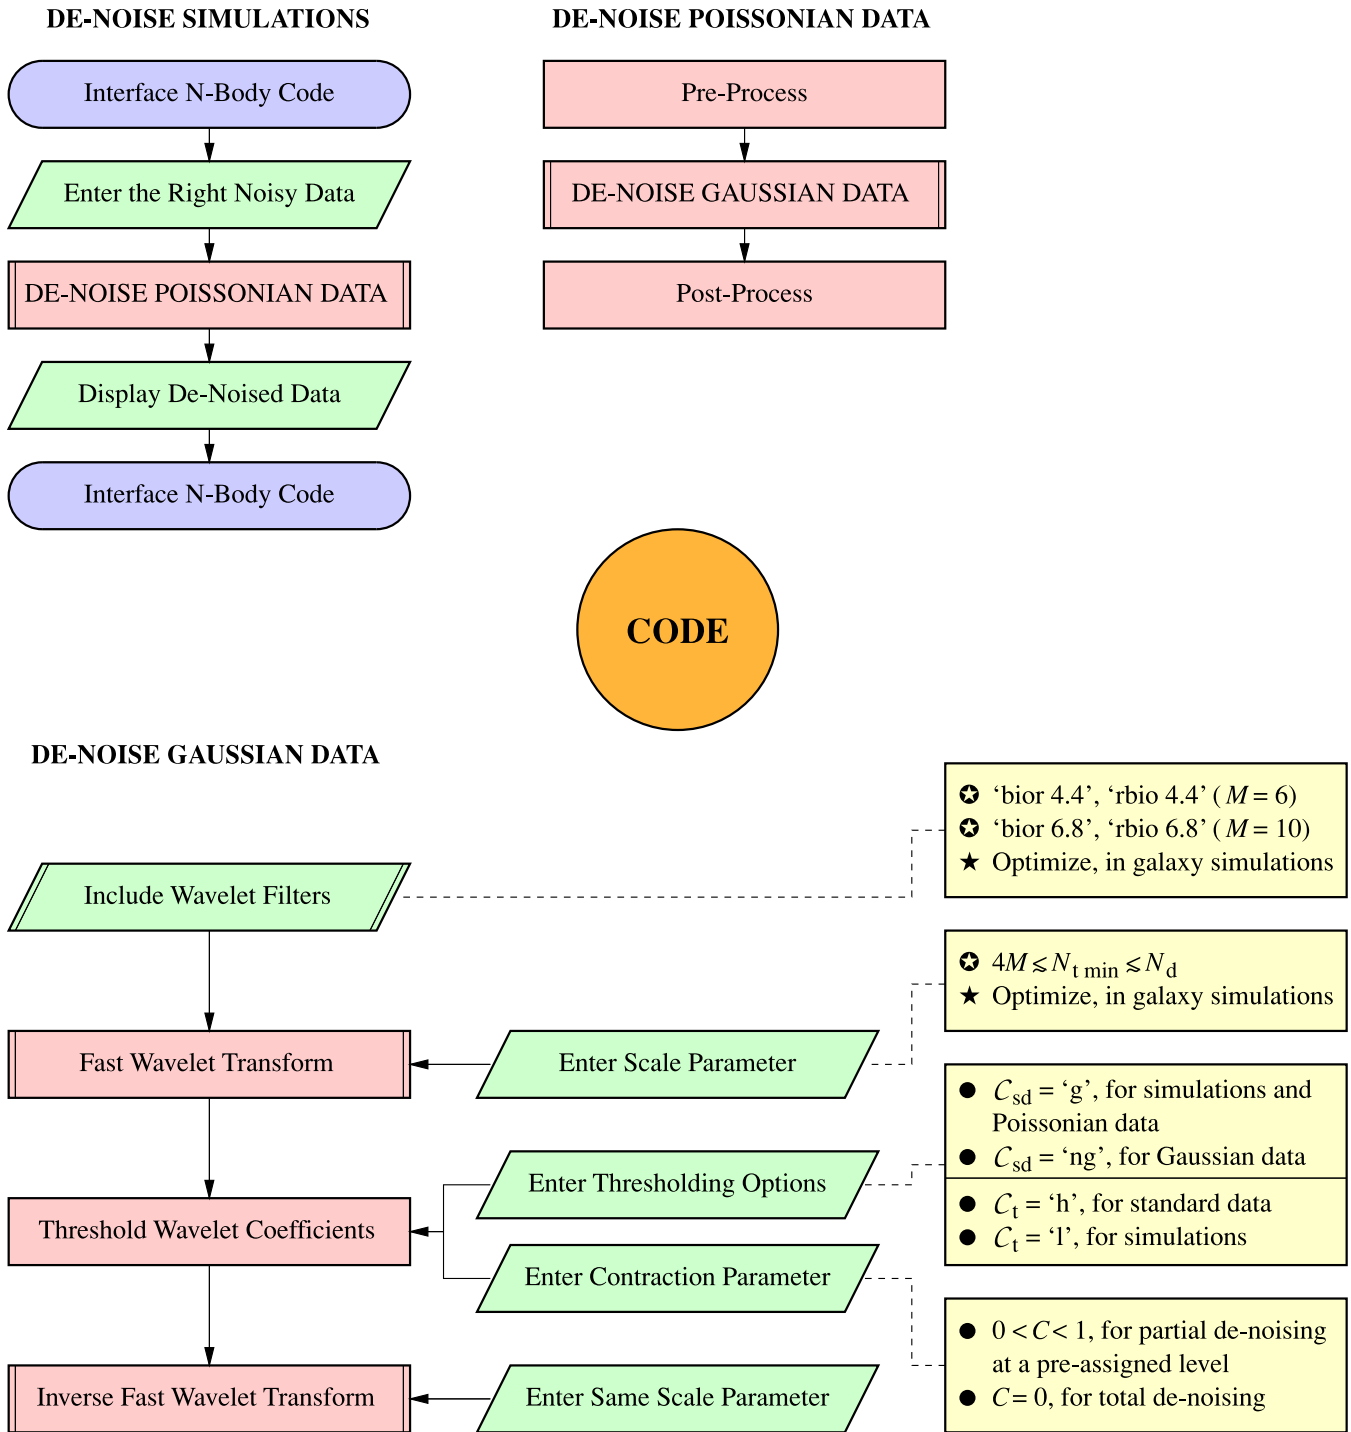 DE-NOISE SIMULATIONS
Interface N-Body Code
Enter the Right Noisy Data
DE-NOISE POISSONIAN DATA
Display De-Noised Data
Interface N-Body Code
DE-NOISE POISSONIAN DATA
Pre-Process
DE-NOISE GAUSSIAN DATA
Post-Process
CODE
DE-NOISE GAUSSIAN DATA
Include Wavelet Filters
✪ ‘bior 4.4’, ‘rbio 4.4’ ( M = 6)
✪ ‘bior 6.8’, ‘rbio 6.8’ ( M = 10)
★ Optimize, in galaxy simulations
Fast Wavelet Transform
Enter Scale Parameter
✪ 4M ≲ N_t min ≲ N_d
★ Optimize, in galaxy simulations
Threshold Wavelet Coefficients
Enter Thresholding Options
● C_sd = ‘g’, for simulations and
Poissonian data
● C_sd = ‘ng’, for Gaussian data
● C_t = ‘h’, for standard data
● C_t = ‘l’, for simulations
Enter Contraction Parameter
● 0 < C < 1, for partial de-noising
at a pre-assigned level
● C = 0, for total de-noising
Inverse Fast Wavelet Transform
Enter Same Scale Parameter